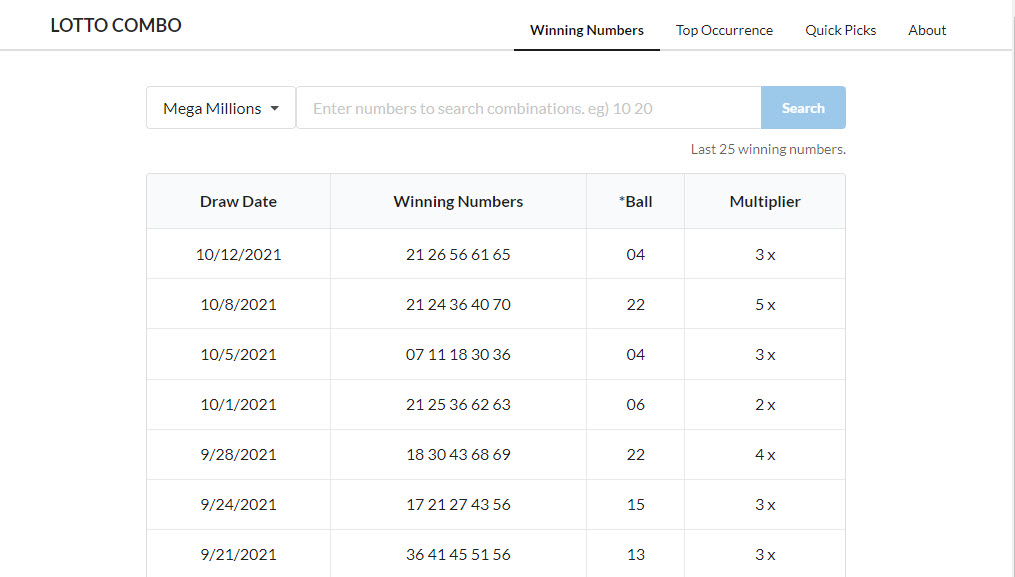 LOTTO COMBO
Winning Numbers Top Occurrence Quick Picks About
Mega Millions Enter numbers to search combinations. eg) 10 20 Search
Last 25 winning numbers.
Draw Date Winning Numbers *Ball Multiplier
10/12/2021 21 26 56 61 65 04 3 x
10/8/2021 21 24 36 40 70 22 5 x
10/5/2021 07 11 18 30 36 04 3 x
10/1/2021 21 25 36 62 63 06 2 x
9/28/2021 18 30 43 68 69 22 4 x
9/24/2021 17 21 27 43 56 15 3 x
9/21/2021 36 41 45 51 56 13 3 x